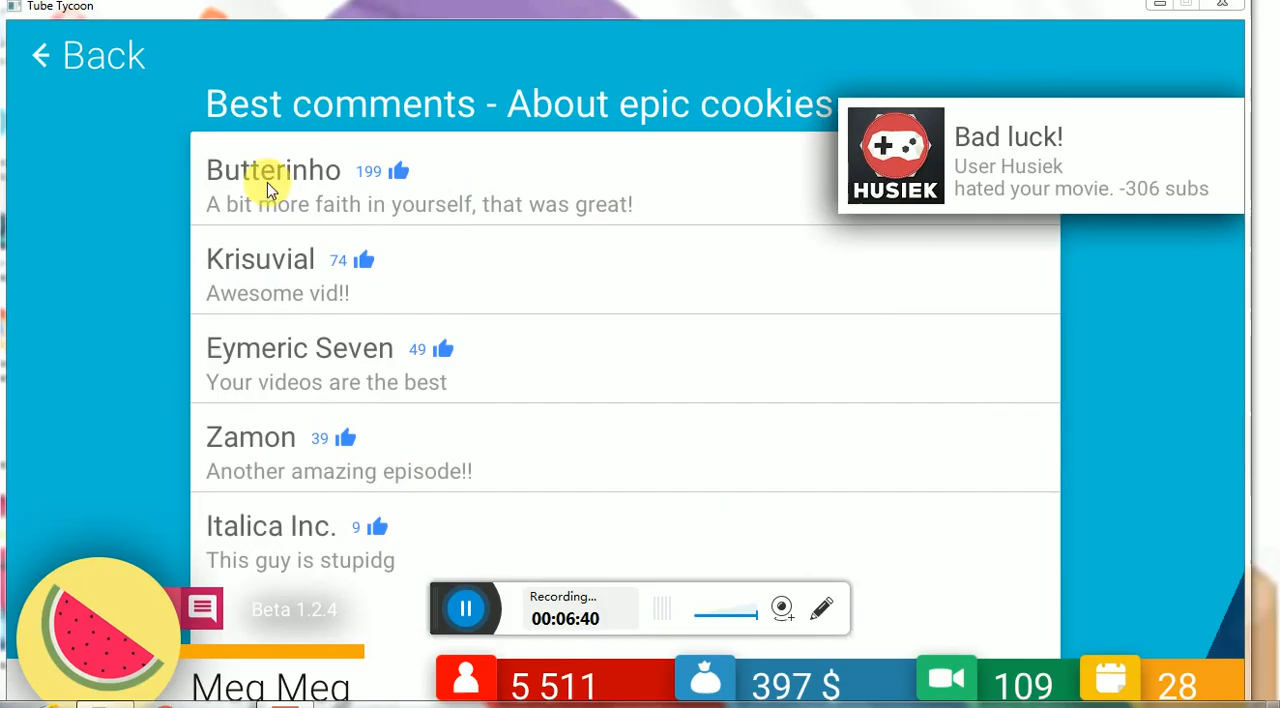 Tube Tycoon
Back
Best comments - About epic cookies
Bad luck!
User Husiek
hated your movie. -306 subs
HUSIEK
Butterinho 199
A bit more faith in yourself, that was great!
Krisuvial 74
Awesome vid!!
Eymeric Seven 49
Your videos are the best
Zamon 39
Another amazing episode!!
Italica Inc. 9
This guy is stupidg
Recording...
00:06:40
Beta 1.2.4
Meg Meg
5 511
397 $
109
28